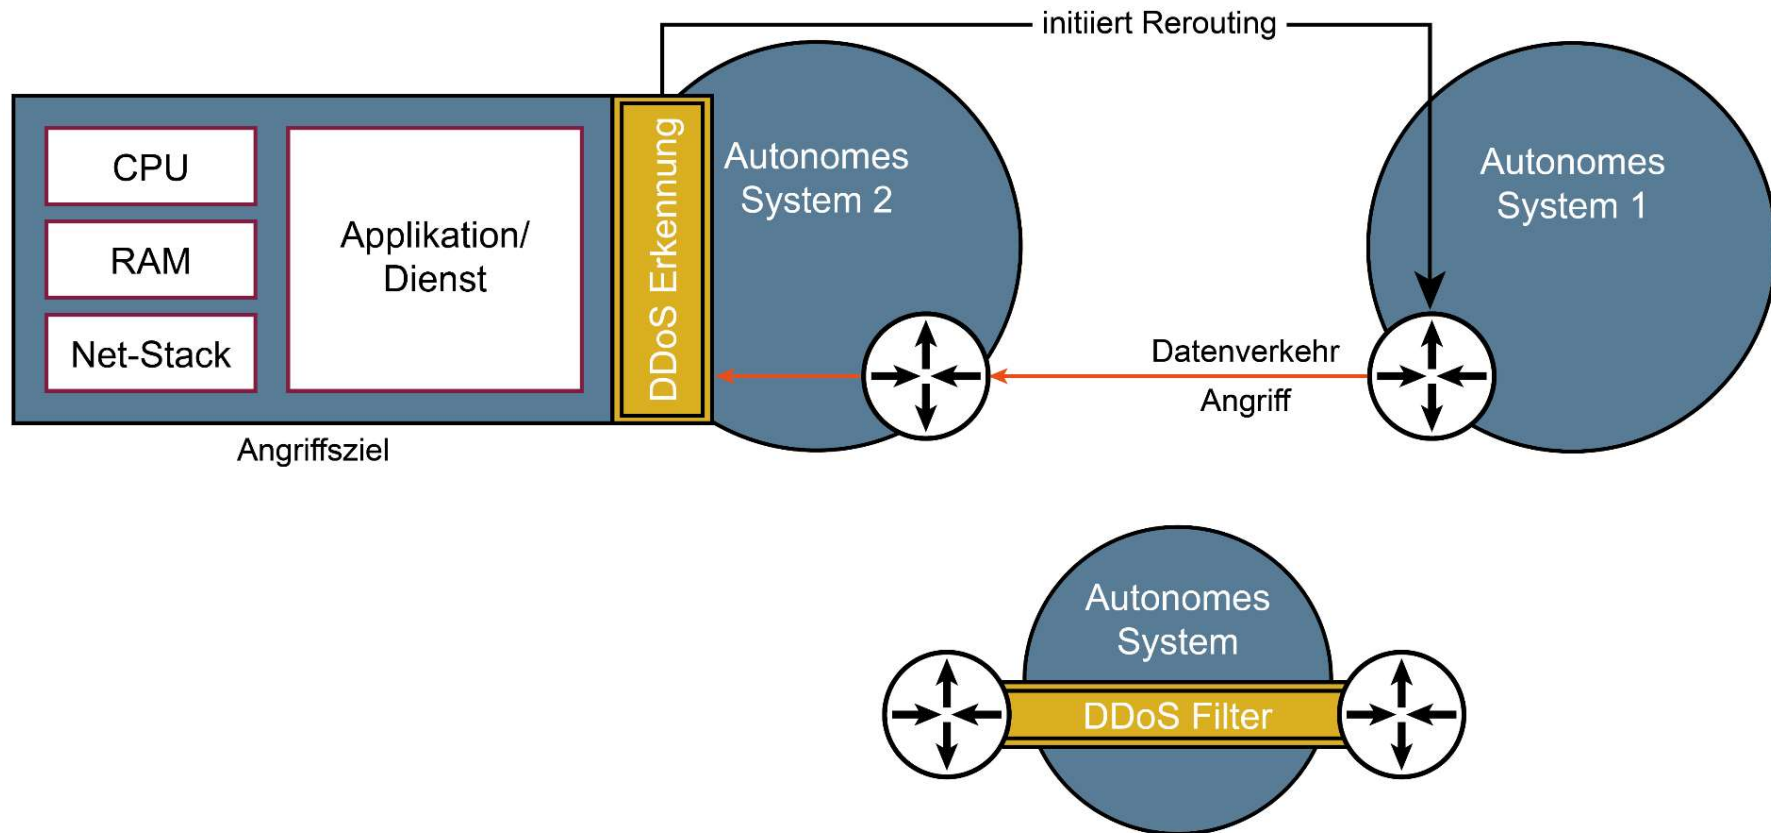 initiiert Rerouting
CPU
RAM
Net-Stack
Applikation/
Dienst
DDoS Erkennung
Autonomes
System 2
Autonomes
System 1
Datenverkehr
Angriff
Angriffsziel
Autonomes
System
DDoS Filter